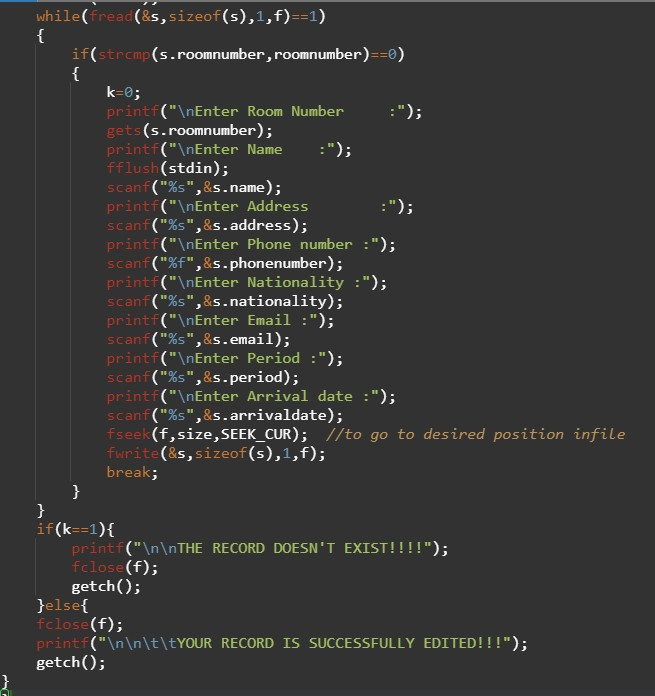 while(fread(&s,sizeof(s),1,f)==1)
{
if(strcmp(s.roomnumber,roomnumber)==0)
{
k=0;
printf("\nEnter Room Number     :");
gets(s.roomnumber);
printf("\nEnter Name    :");
fflush(stdin);
scanf("%s",&s.name);
printf("\nEnter Address        :");
scanf("%s",&s.address);
printf("\nEnter Phone number :");
scanf("%f",&s.phonenumber);
printf("\nEnter Nationality :");
scanf("%s",&s.nationality);
printf("\nEnter Email :");
scanf("%s",&s.email);
printf("\nEnter Period :");
scanf("%s",&s.period);
printf("\nEnter Arrival date :");
scanf("%s",&s.arrivaldate);
fseek(f,size,SEEK_CUR);  //to go to desired position infile
fwrite(&s,sizeof(s),1,f);
break;
}
}
if(k==1){
printf("\n\nTHE RECORD DOESN'T EXIST!!!!");
fclose(f);
getch();
}else{
fclose(f);
printf("\n\n\t\tYOUR RECORD IS SUCCESSFULLY EDITED!!!");
getch();
}